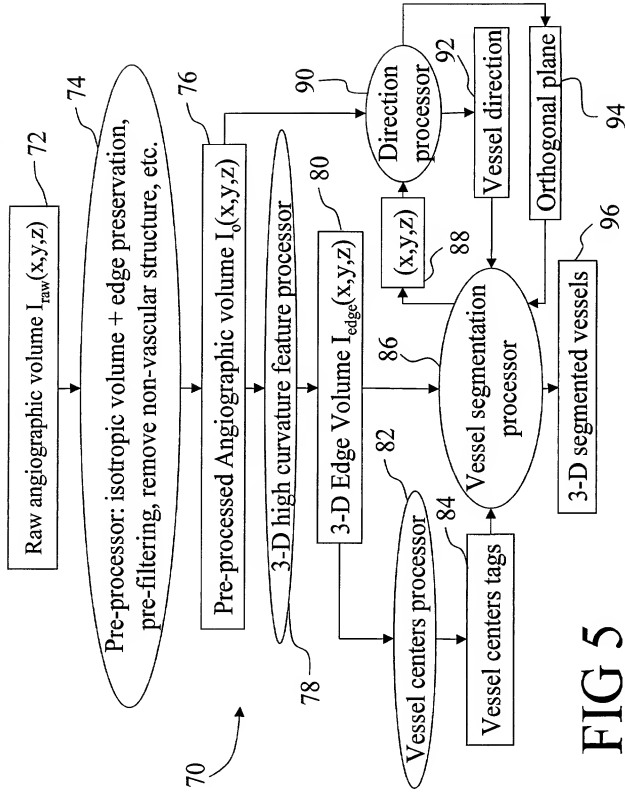 Raw angiographic volume I_raw(x,y,z)
72
Pre-processor: isotropic volume + edge preservation,
pre-filtering, remove non-vascular structure, etc.
74
Pre-processed Angiographic volume I_o(x,y,z)
76
3-D high curvature feature processor
78
3-D Edge Volume I_edge(x,y,z)
80
Vessel centers processor
82
Vessel centers tags
84
Vessel segmentation
processor
86
(x,y,z)
88
Direction
processor
90
Vessel direction
92
Orthogonal plane
94
3-D segmented vessels
96
70
FIG 5